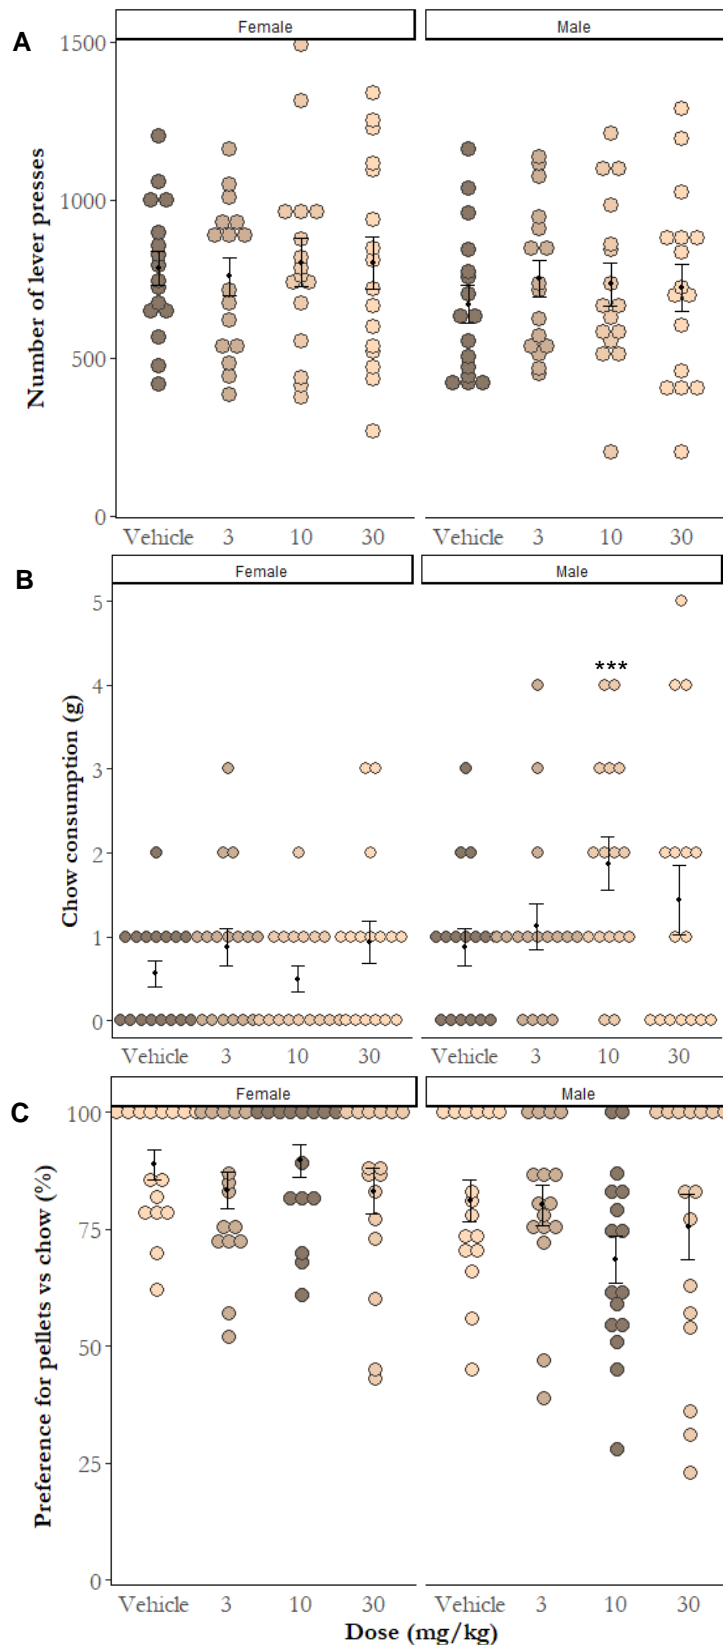 A
Female
Male
Number of lever presses
1500
1000
500
0
Vehicle 3 10 30 Vehicle 3 10 30
B
Female
Male
Chow consumption (g)
5
4
3
2
1
0
***
Vehicle 3 10 30 Vehicle 3 10 30
C
Female
Male
Preference for pellets vs chow (%)
100
75
50
25
0
Vehicle 3 10 30 Vehicle 3 10 30
Dose (mg/kg)